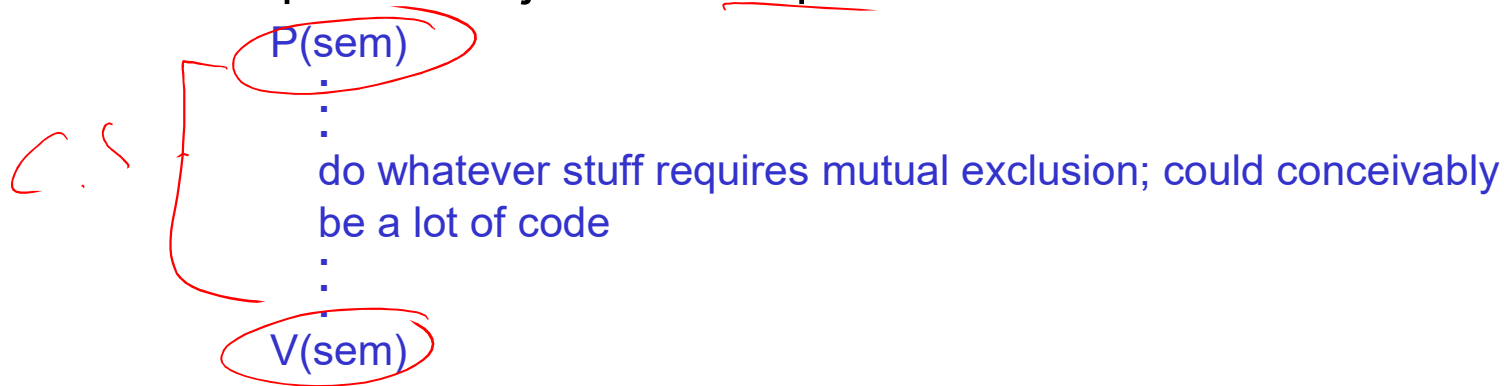 P(sem)
.
.
.
C.S
do whatever stuff requires mutual exclusion; could conceivably
be a lot of code
.
.
.
V(sem)